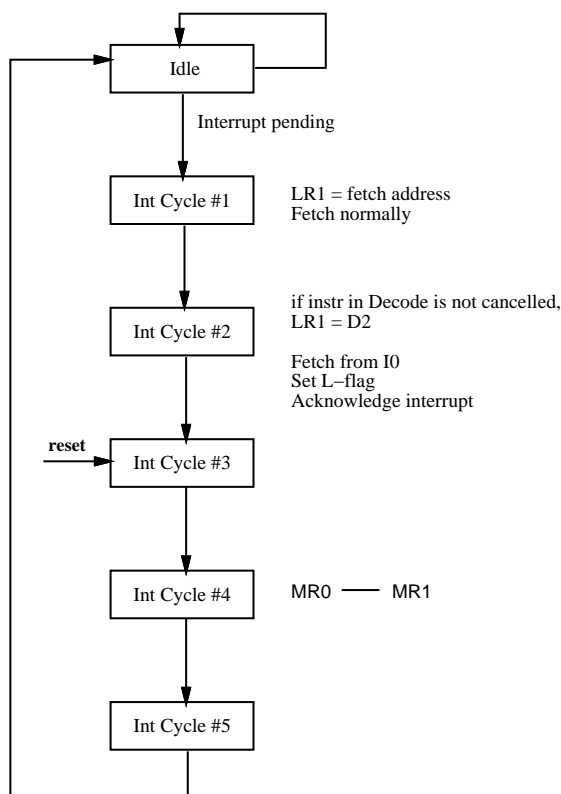 Idle
Interrupt pending
Int Cycle #1
LR1 = fetch address
Fetch normally
Int Cycle #2
if instr in Decode is not cancelled,
LR1 = D2
Fetch from I0
Set L−flag
Acknowledge interrupt
reset
Int Cycle #3
Int Cycle #4
MR0 MR1
Int Cycle #5